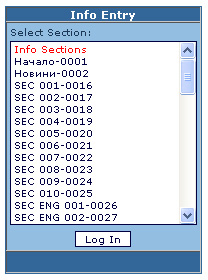 Info Entry
Select Section:
Info Sections
Начало-0001
Новини-0002
SEC 001-0016
SEC 002-0017
SEC 003-0018
SEC 004-0019
SEC 005-0020
SEC 006-0021
SEC 007-0022
SEC 008-0023
SEC 009-0024
SEC 010-0025
SEC ENG 001-0026
SEC ENG 002-0027
Log In